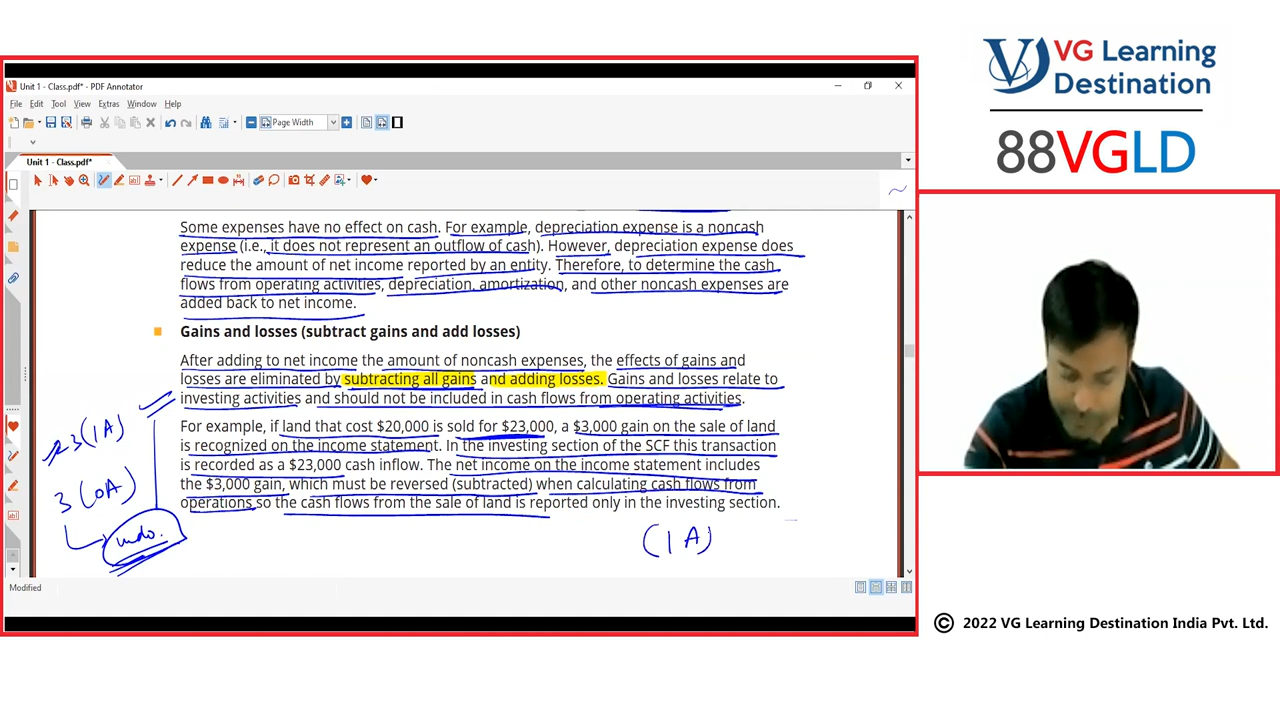 Unit 1 - Class.pdf* - PDF Annotator
File Edit Tool View Extras Window Help
Page Width
Unit 1 - Class.pdf*
Some expenses have no effect on cash. For example, depreciation expense is a noncash
expense (i.e., it does not represent an outflow of cash). However, depreciation expense does
reduce the amount of net income reported by an entity. Therefore, to determine the cash
flows from operating activities, depreciation, amortization, and other noncash expenses are
added back to net income.
Gains and losses (subtract gains and add losses)
After adding to net income the amount of noncash expenses, the effects of gains and
losses are eliminated by subtracting all gains and adding losses. Gains and losses relate to
investing activities and should not be included in cash flows from operating activities.
For example, if land that cost $20,000 is sold for $23,000, a $3,000 gain on the sale of land
is recognized on the income statement. In the investing section of the SCF this transaction
is recorded as a $23,000 cash inflow. The net income on the income statement includes
the $3,000 gain, which must be reversed (subtracted) when calculating cash flows from
operations so the cash flows from the sale of land is reported only in the investing section.
23 (IA)
3 (OA)
undo.
(IA)
Modified
VG Learning
Destination
88VGLD
© 2022 VG Learning Destination India Pvt. Ltd.